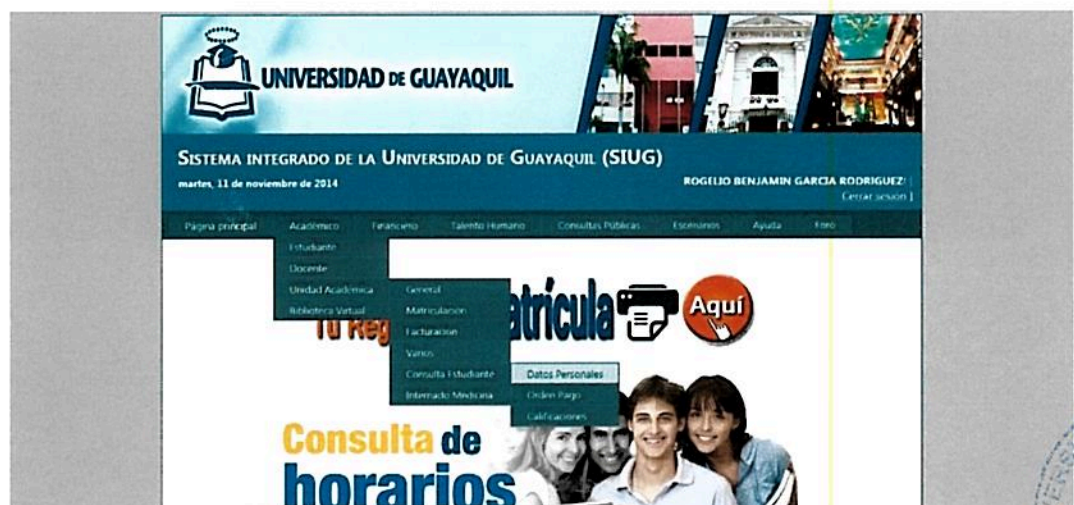 UNIVERSIDAD DE GUAYAQUIL
SISTEMA INTEGRADO DE LA UNIVERSIDAD DE GUAYAQUIL (SIUG)
martes, 11 de noviembre de 2014
ROGELIO BENJAMIN GARCIA RODRIGUEZ |
Cerrar sesión ]
Página principal Académico Financiero Talento Humano Consultas Públicas Escenarios Ayuda Foro
Estudiante
Docente
Unidad Académica
Biblioteca Virtual
General
Matriculación
Facturación
Varios
Consulta Estudiante
Internado Medicina
Datos Personales
Orden Pago
Calificaciones
Tu Reg
atrícula
Aquí
Consulta de
horarios